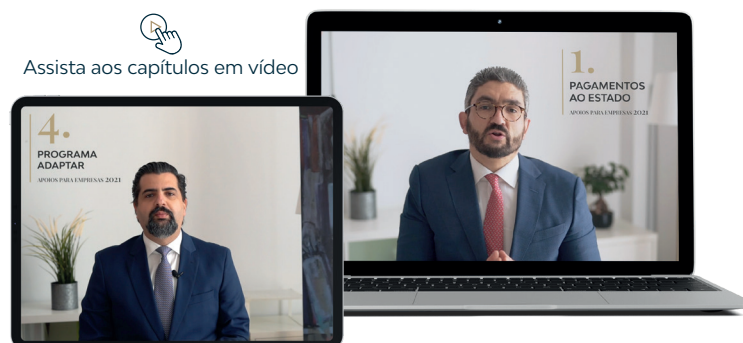 Assista aos capítulos em vídeo
4.
PROGRAMA
ADAPTAR
APOIOS PARA EMPRESAS 2021
1.
PAGAMENTOS
AO ESTADO
APOIOS PARA EMPRESAS 2021